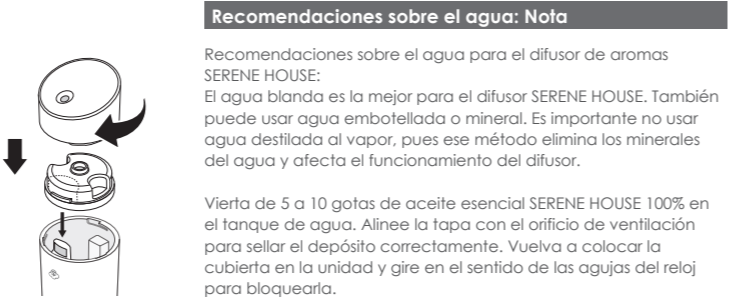 Recomendaciones sobre el agua: Nota
Recomendaciones sobre el agua para el difusor de aromas
SERENE HOUSE:
El agua blanda es la mejor para el difusor SERENE HOUSE. También
puede usar agua embotellada o mineral. Es importante no usar
agua destilada al vapor, pues ese método elimina los minerales
del agua y afecta el funcionamiento del difusor.
Vierta de 5 a 10 gotas de aceite esencial SERENE HOUSE 100% en
el tanque de agua. Alinee la tapa con el orificio de ventilación
para sellar el depósito correctamente. Vuelva a colocar la
cubierta en la unidad y gire en el sentido de las agujas del reloj
para bloquearla.